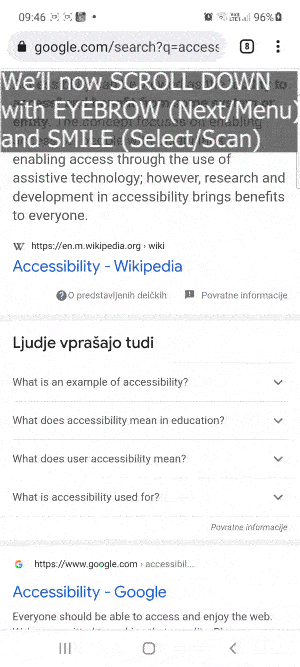 09:46 96%
google.com/search?q=access 8
We'll now SCROLL DOWN
with EYEBROW (Next/Menu)
and SMILE (Select/Scan)
enabling access through the use of
assistive technology; however, research and
development in accessibility brings benefits
to everyone.
W https://en.m.wikipedia.org › wiki
Accessibility - Wikipedia
O predstavljenih delčkih Povratne informacije
Ljudje vprašajo tudi
What is an example of accessibility?
What does accessibility mean in education?
What does user accessibility mean?
What is accessibility used for?
Povratne informacije
G https://www.google.com › accessibil...
Accessibility - Google
Everyone should be able to access and enjoy the web.